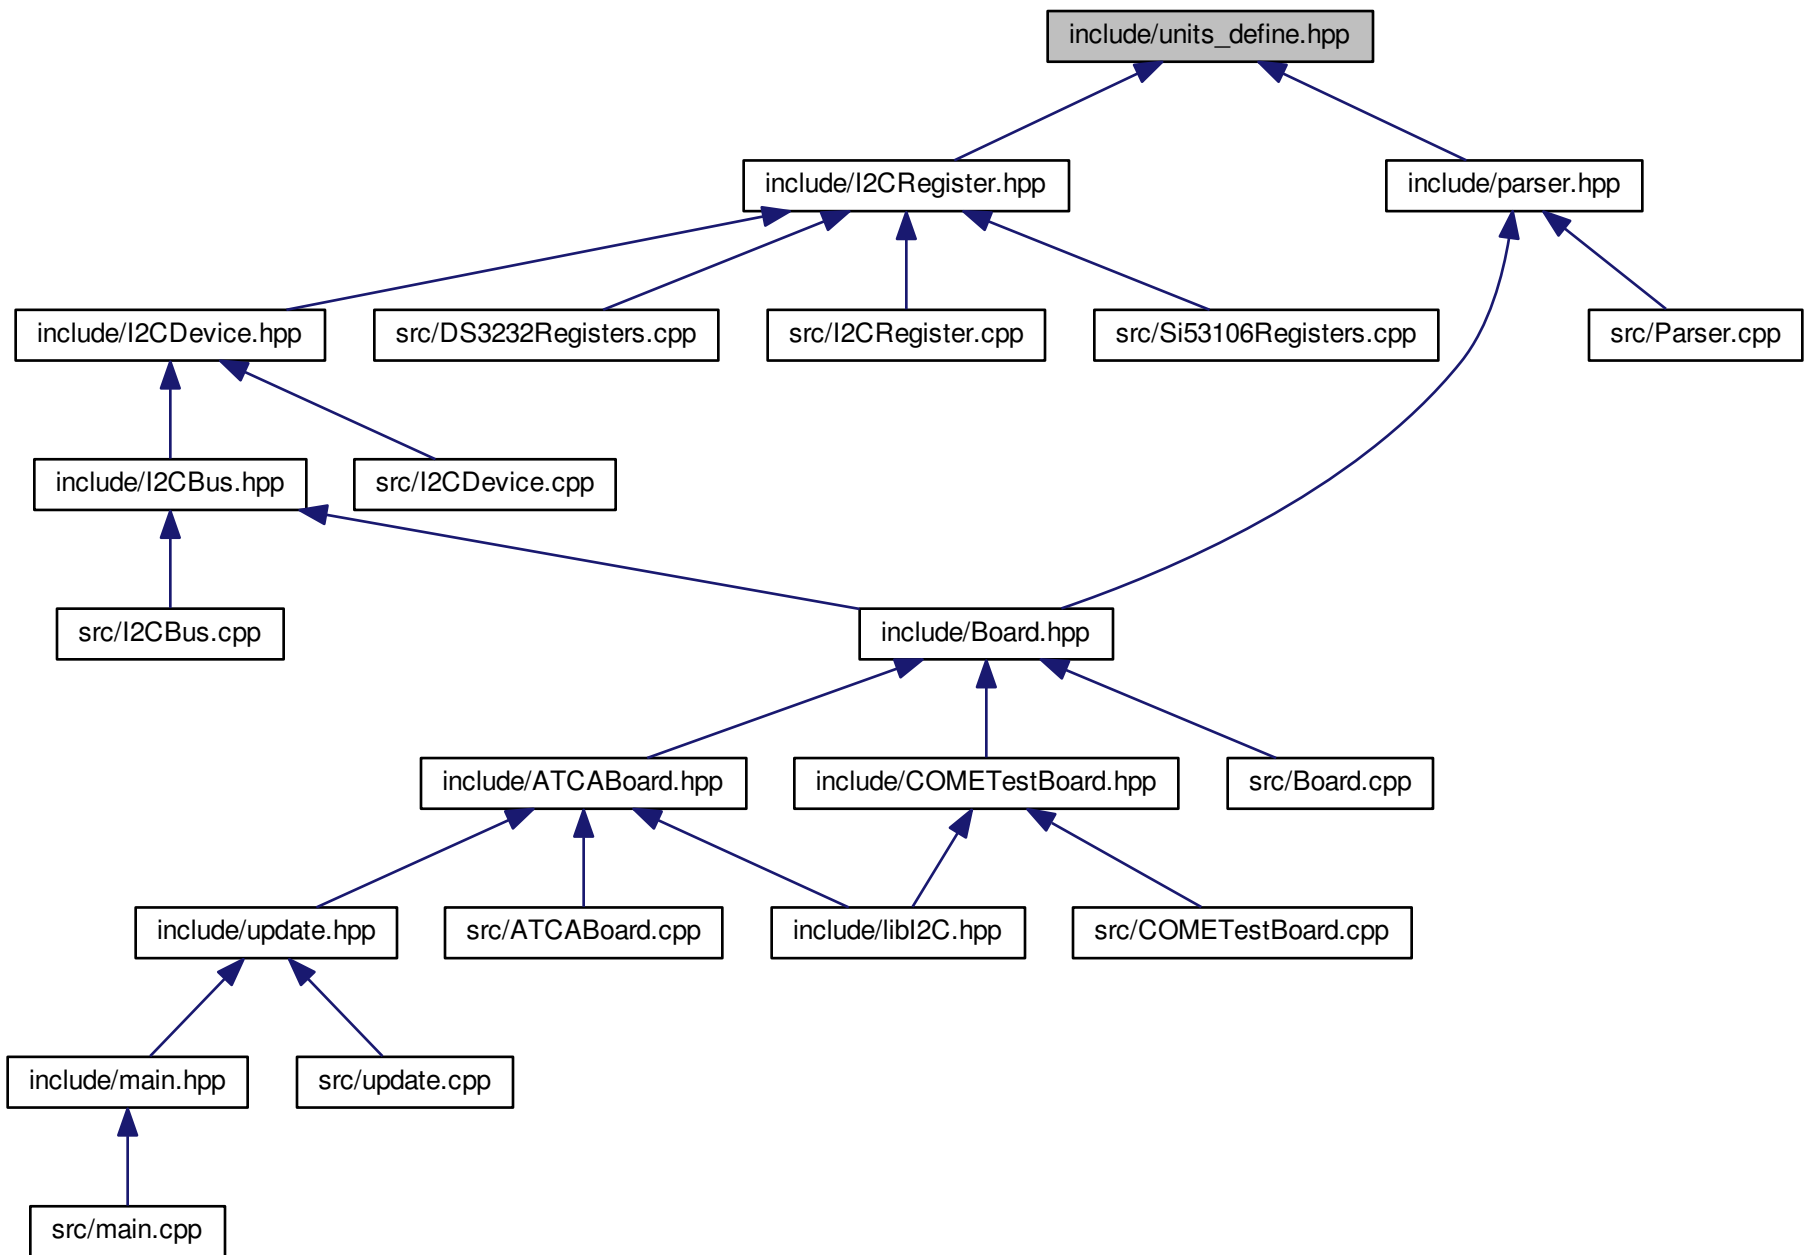 include/units_define.hpp
include/I2CRegister.hpp
include/parser.hpp
include/I2CDevice.hpp
src/DS3232Registers.cpp
src/I2CRegister.cpp
src/Si53106Registers.cpp
src/Parser.cpp
include/I2CBus.hpp
src/I2CDevice.cpp
src/I2CBus.cpp
include/Board.hpp
include/ATCABoard.hpp
include/COMETestBoard.hpp
src/Board.cpp
include/update.hpp
src/ATCABoard.cpp
include/libI2C.hpp
src/COMETestBoard.cpp
include/main.hpp
src/update.cpp
src/main.cpp